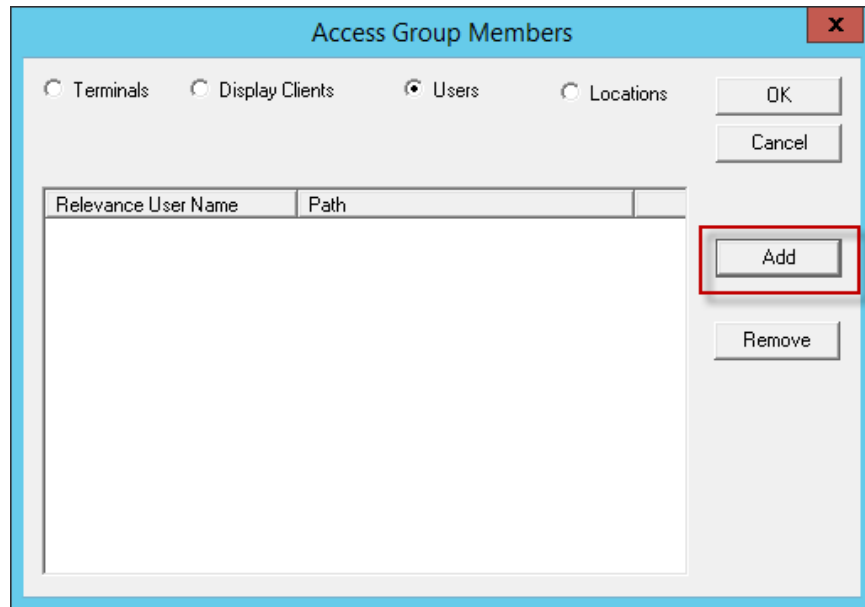 Access Group Members
x
Terminals Display Clients Users Locations
OK
Cancel
Relevance User Name Path
Add
Remove